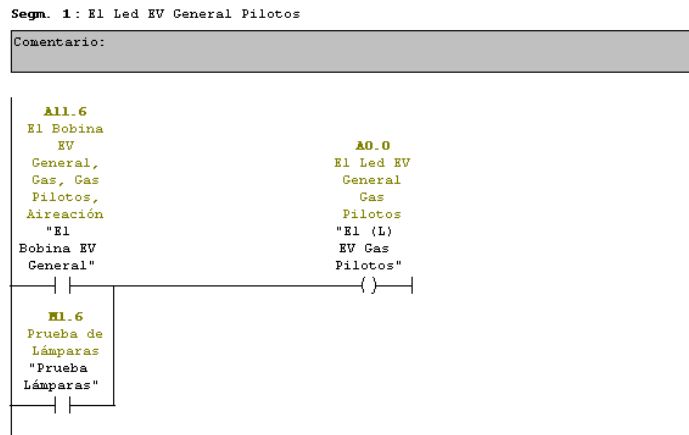 Segm. 1: El Led EV General Pilotos
Comentario:
A11.6
El Bobina
EV
General,
Gas, Gas
Pilotos,
Aireación
"El
Bobina EV
General"
A0.0
El Led EV
General
Gas
Pilotos
"El (L)
EV Gas
Pilotos"
M1.6
Prueba de
Lámparas
"Prueba
Lámparas"